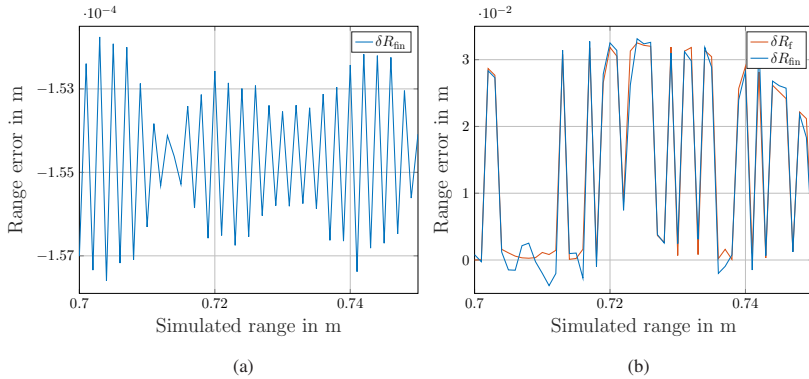 ·10⁻⁴
δR_fin
−1.53
−1.55
−1.57
0.7
0.72
0.74
Range error in m
Simulated range in m
(a)
·10⁻²
δR_f
δR_fin
3
2
1
0
0.7
0.72
0.74
Range error in m
Simulated range in m
(b)